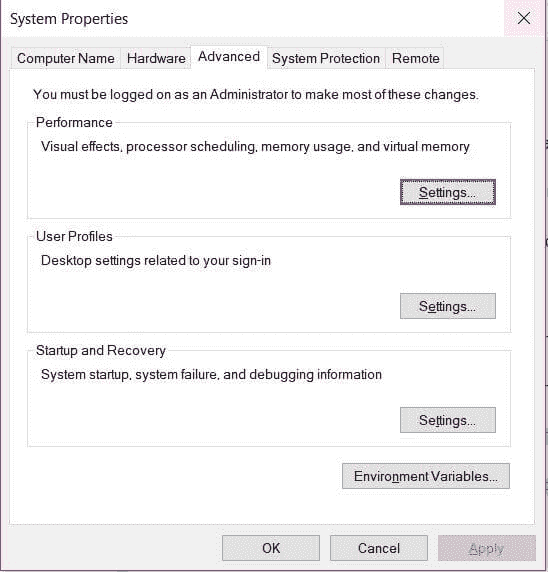 System Properties
Computer Name Hardware Advanced System Protection Remote
You must be logged on as an Administrator to make most of these changes.
Performance
Visual effects, processor scheduling, memory usage, and virtual memory
Settings...
User Profiles
Desktop settings related to your sign-in
Settings...
Startup and Recovery
System startup, system failure, and debugging information
Settings...
Environment Variables...
OK Cancel Apply